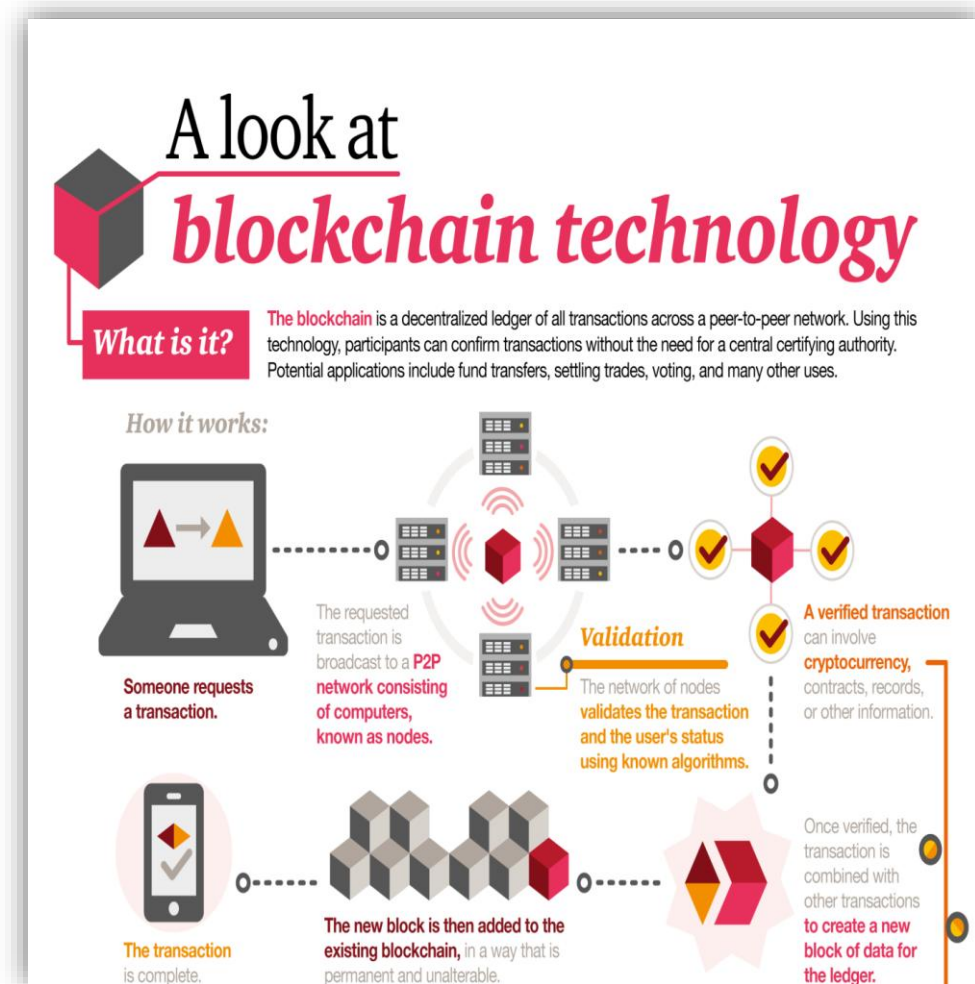 A look at
blockchain technology
What is it?
The blockchain is a decentralized ledger of all transactions across a peer-to-peer network. Using this
technology, participants can confirm transactions without the need for a central certifying authority.
Potential applications include fund transfers, settling trades, voting, and many other uses.
How it works:
Someone requests
a transaction.
The requested
transaction is
broadcast to a P2P
network consisting
of computers,
known as nodes.
Validation
The network of nodes
validates the transaction
and the user's status
using known algorithms.
A verified transaction
can involve
cryptocurrency,
contracts, records,
or other information.
Once verified, the
transaction is
combined with
other transactions
to create a new
block of data for
the ledger.
The new block is then added to the
existing blockchain, in a way that is
permanent and unalterable.
The transaction
is complete.